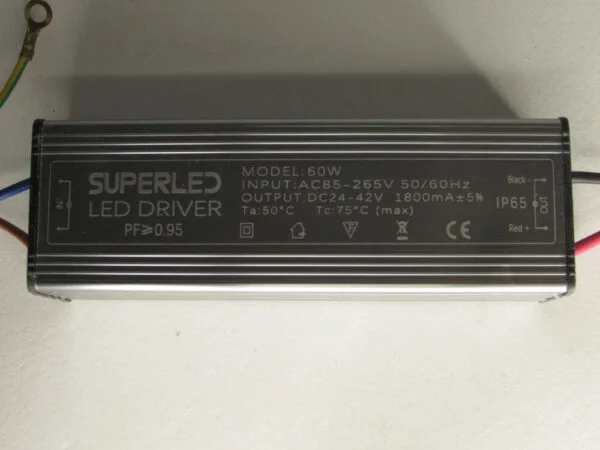 SUPERLED
LED DRIVER
PF⩾0.95
MODEL:60W
INPUT:AC85-265V 50/60Hz
OUTPUT:DC24-42V 1800mA±5%
Ta:50°C Tc:75°C (max)
IN
F
CE
IP65
Black -
OUT
Red +